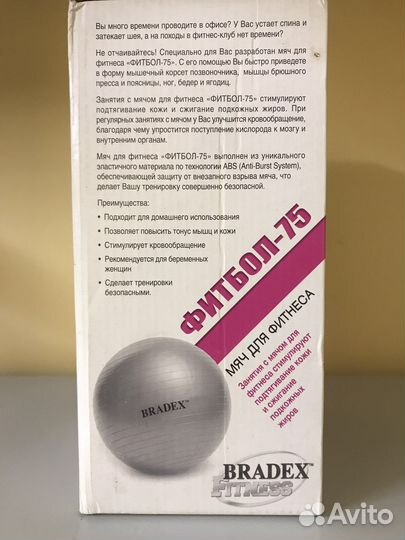 Вы много времени проводите в офисе? У Вас устает спина и
затекает шея, а на походы в фитнес-клуб нет времени?
Не отчаивайтесь! Специально для Вас разработан мяч для
фитнеса «ФИТБОЛ-75». С его помощью Вы быстро приведете
в форму мышечный корсет позвоночника, мышцы брюшного
пресса и поясницы, ног, бедер и ягодиц.
Занятия с мячом для фитнеса «ФИТБОЛ-75» стимулируют
подтягивание кожи и сжигание подкожных жиров. При
регулярных занятиях с мячом у Вас улучшится кровообращение,
благодаря чему упростится поступление кислорода к мозгу и
внутренним органам.
Мяч для фитнеса «ФИТБОЛ-75» выполнен из уникального
эластичного материала по технологии ABS (Anti-Burst System),
обеспечивающей защиту от внезапного взрыва мяча, что
делает Вашу тренировку совершенно безопасной.
Преимущества:
• Подходит для домашнего использования
• Позволяет повысить тонус мышц и кожи
• Стимулирует кровообращение
• Рекомендуется для беременных
женщин
• Сделает тренировки
безопасными.
ФИТБОЛ-75
МЯЧ ДЛЯ ФИТНЕСА
Занятия с мячом для
фитнеса стимулируют
подтягивание кожи
и сжигание
подкожных
жиров
BRADEX™
BRADEX™
FITNESS
Avito